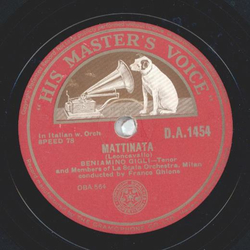 "HIS MASTER'S VOICE"
In Italian w. Orch
SPEED 78
D.A.1454
MATTINATA
(Leoncavallo)
BENIAMINO GIGLI—Tenor
and Members of La Scala Orchestra, Milan
conducted by Franco Ghione